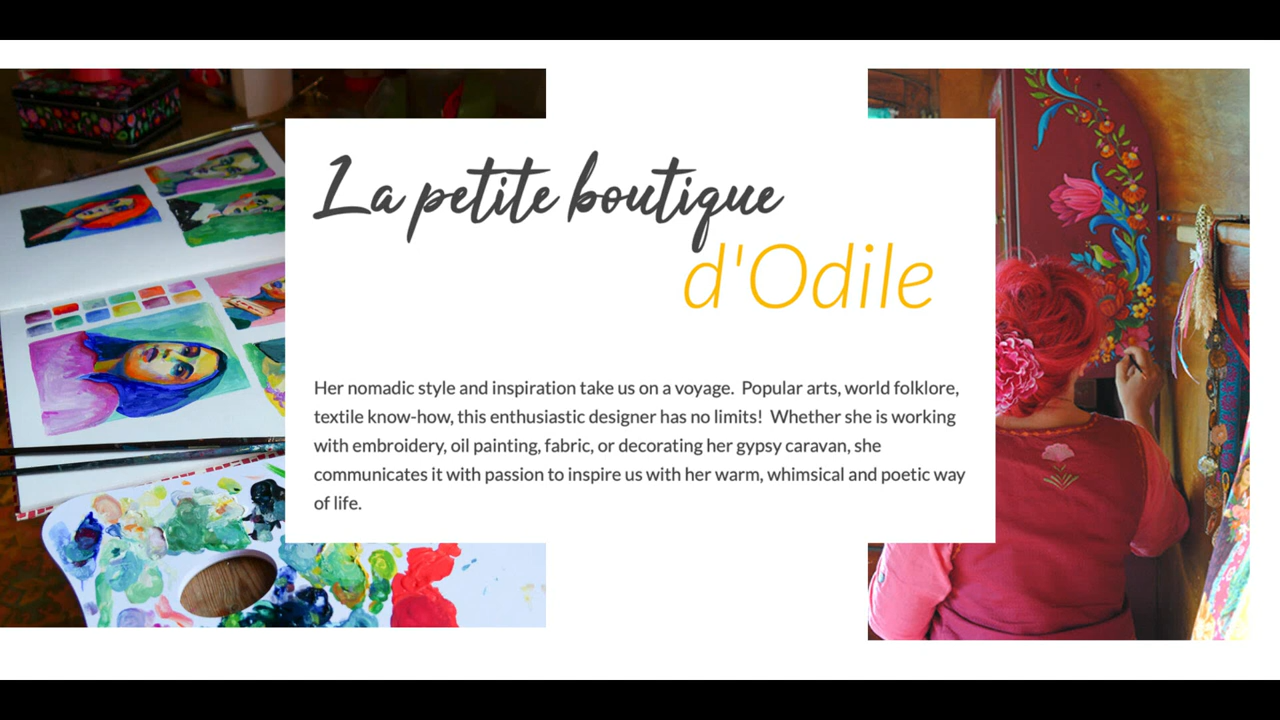 La petite boutique
d'Odile
Her nomadic style and inspiration take us on a voyage.  Popular arts, world folklore,
textile know-how, this enthusiastic designer has no limits!  Whether she is working
with embroidery, oil painting, fabric, or decorating her gypsy caravan, she
communicates it with passion to inspire us with her warm, whimsical and poetic way
of life.